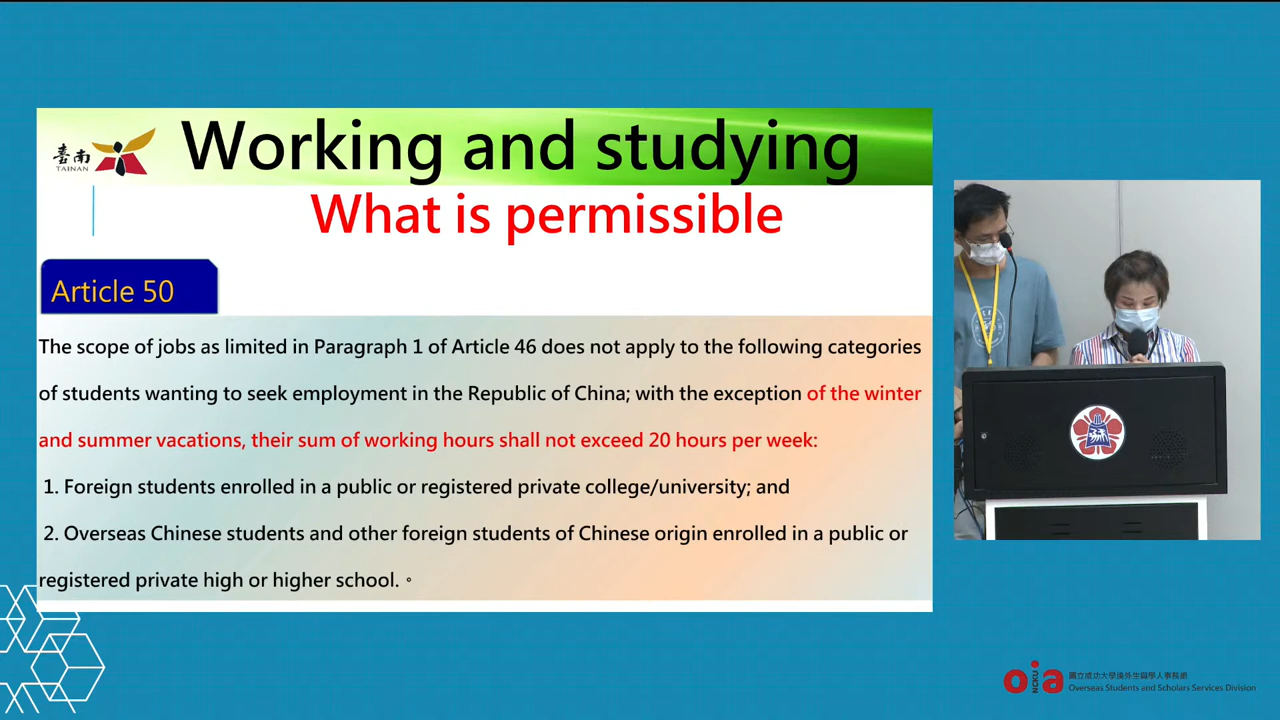 臺南
TAINAN
Working and studying
What is permissible
Article 50
The scope of jobs as limited in Paragraph 1 of Article 46 does not apply to the following categories
of students wanting to seek employment in the Republic of China; with the exception of the winter
and summer vacations, their sum of working hours shall not exceed 20 hours per week:
1. Foreign students enrolled in a public or registered private college/university; and
2. Overseas Chinese students and other foreign students of Chinese origin enrolled in a public or
registered private high or higher school.。
NCKU
oia
國立成功大學境外生與學人事務組
Overseas Students and Scholars Services Division